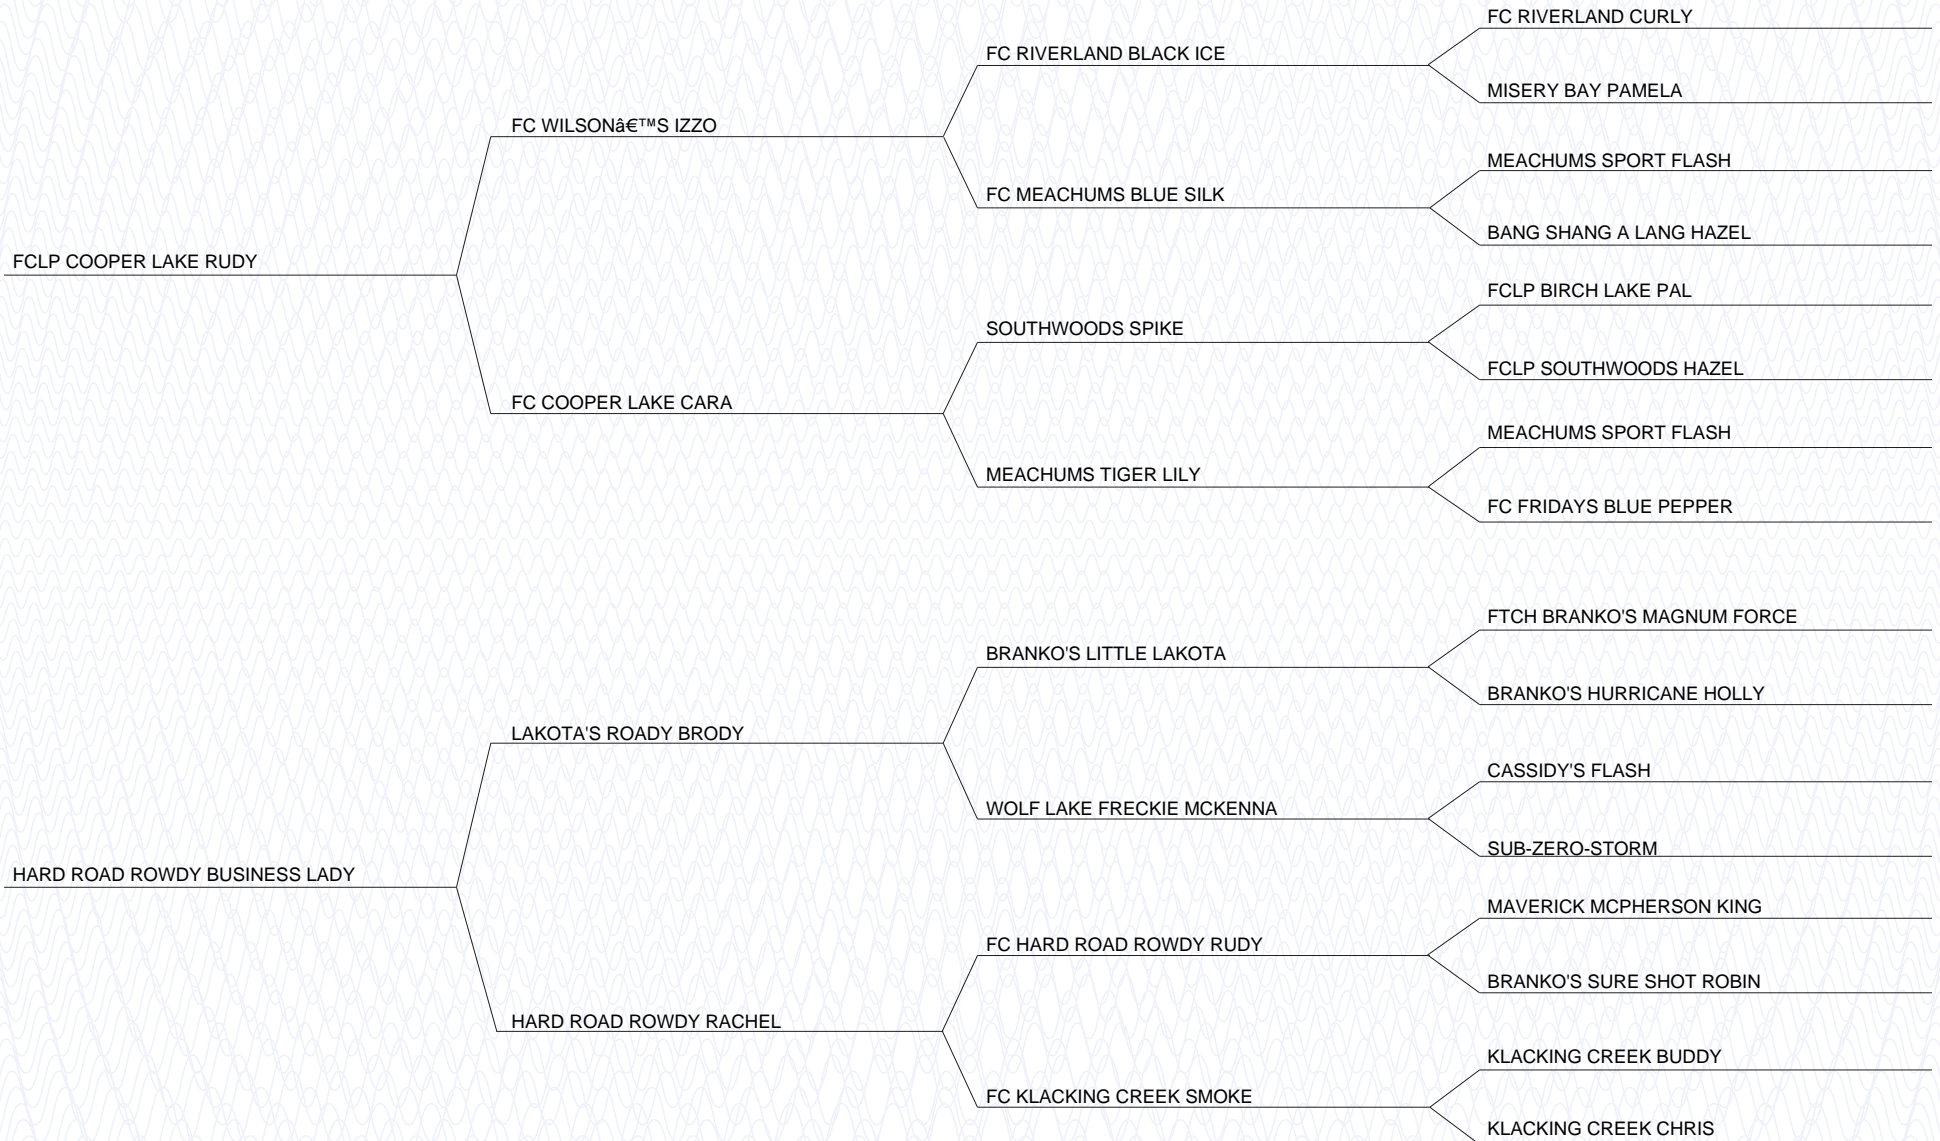 FC RIVERLAND CURLY
FC RIVERLAND BLACK ICE
MISERY BAY PAMELA
FC WILSON’S IZZO
MEACHUMS SPORT FLASH
FC MEACHUMS BLUE SILK
BANG SHANG A LANG HAZEL
FCLP COOPER LAKE RUDY
FCLP BIRCH LAKE PAL
SOUTHWOODS SPIKE
FCLP SOUTHWOODS HAZEL
FC COOPER LAKE CARA
MEACHUMS SPORT FLASH
MEACHUMS TIGER LILY
FC FRIDAYS BLUE PEPPER
FTCH BRANKO'S MAGNUM FORCE
BRANKO'S LITTLE LAKOTA
BRANKO'S HURRICANE HOLLY
LAKOTA'S ROADY BRODY
CASSIDY'S FLASH
WOLF LAKE FRECKIE MCKENNA
SUB-ZERO-STORM
HARD ROAD ROWDY BUSINESS LADY
MAVERICK MCPHERSON KING
FC HARD ROAD ROWDY RUDY
BRANKO'S SURE SHOT ROBIN
HARD ROAD ROWDY RACHEL
KLACKING CREEK BUDDY
FC KLACKING CREEK SMOKE
KLACKING CREEK CHRIS